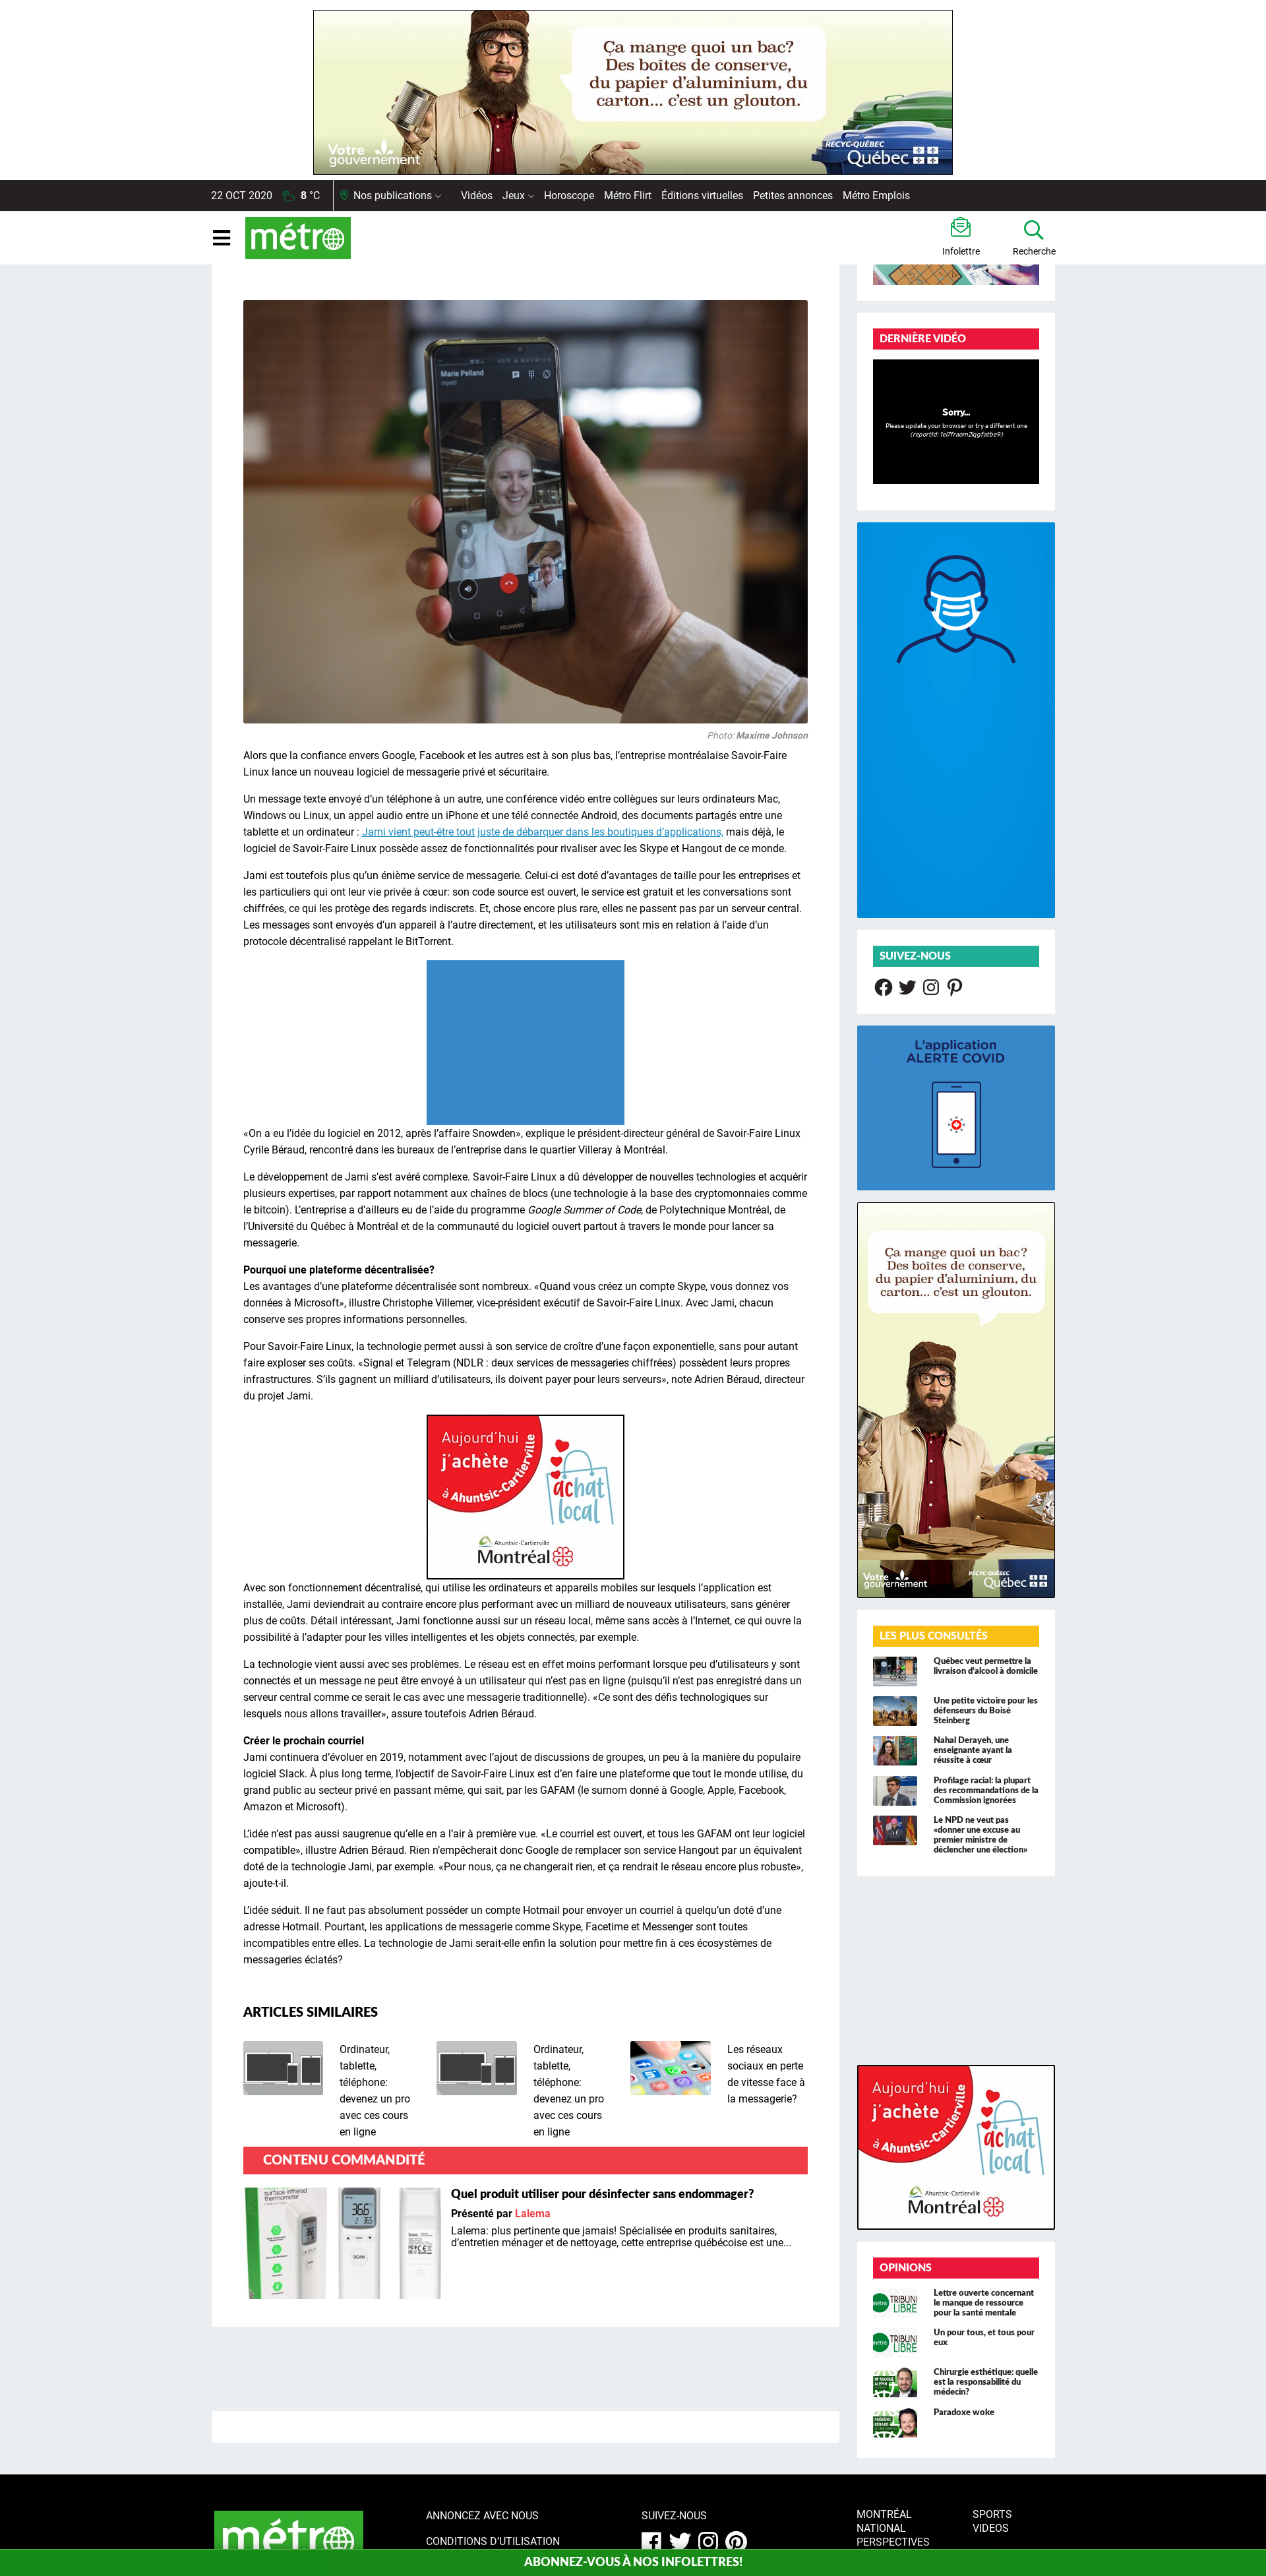 Ça mange quoi un bac?
Des boîtes de conserve,
du papier d'aluminium, du
carton... c'est un glouton.
Votre
gouvernement
RECYC-QUÉBEC
Québec
22 OCT 2020 8 °C Nos publications Vidéos Jeux Horoscope Métro Flirt Éditions virtuelles Petites annonces Métro Emplois
métro
Infolettre
Recherche
Marie Pelland
HUAWEI
Photo: Maxime Johnson
Alors que la confiance envers Google, Facebook et les autres est à son plus bas, l'entreprise montréalaise Savoir-Faire
Linux lance un nouveau logiciel de messagerie privé et sécuritaire.
Un message texte envoyé d'un téléphone à un autre, une conférence vidéo entre collègues sur leurs ordinateurs Mac,
Windows ou Linux, un appel audio entre un iPhone et une télé connectée Android, des documents partagés entre une
tablette et un ordinateur : Jami vient peut-être tout juste de débarquer dans les boutiques d'applications, mais déjà, le
logiciel de Savoir-Faire Linux possède assez de fonctionnalités pour rivaliser avec les Skype et Hangout de ce monde.
Jami est toutefois plus qu'un énième service de messagerie. Celui-ci est doté d'avantages de taille pour les entreprises et
les particuliers qui ont leur vie privée à cœur: son code source est ouvert, le service est gratuit et les conversations sont
chiffrées, ce qui les protège des regards indiscrets. Et, chose encore plus rare, elles ne passent pas par un serveur central.
Les messages sont envoyés d'un appareil à l'autre directement, et les utilisateurs sont mis en relation à l'aide d'un
protocole décentralisé rappelant le BitTorrent.
«On a eu l'idée du logiciel en 2012, après l'affaire Snowden», explique le président-directeur général de Savoir-Faire Linux
Cyrile Béraud, rencontré dans les bureaux de l'entreprise dans le quartier Villeray à Montréal.
Le développement de Jami s'est avéré complexe. Savoir-Faire Linux a dû développer de nouvelles technologies et acquérir
plusieurs expertises, par rapport notamment aux chaînes de blocs (une technologie à la base des cryptomonnaies comme
le bitcoin). L'entreprise a d'ailleurs eu de l'aide du programme Google Summer of Code, de Polytechnique Montréal, de
l'Université du Québec à Montréal et de la communauté du logiciel ouvert partout à travers le monde pour lancer sa
messagerie.
Pourquoi une plateforme décentralisée?
Les avantages d'une plateforme décentralisée sont nombreux. «Quand vous créez un compte Skype, vous donnez vos
données à Microsoft», illustre Christophe Villemer, vice-président exécutif de Savoir-Faire Linux. Avec Jami, chacun
conserve ses propres informations personnelles.
Pour Savoir-Faire Linux, la technologie permet aussi à son service de croître d'une façon exponentielle, sans pour autant
faire exploser ses coûts. «Signal et Telegram (NDLR : deux services de messageries chiffrées) possèdent leurs propres
infrastructures. S'ils gagnent un milliard d'utilisateurs, ils doivent payer pour leurs serveurs», note Adrien Béraud, directeur
du projet Jami.
Aujourd'hui
j'achète
à Ahuntsic-Cartierville
achat
local
Ahuntsic-Cartierville
Montréal
Avec son fonctionnement décentralisé, qui utilise les ordinateurs et appareils mobiles sur lesquels l'application est
installée, Jami deviendrait au contraire encore plus performant avec un milliard de nouveaux utilisateurs, sans générer
plus de coûts. Détail intéressant, Jami fonctionne aussi sur un réseau local, même sans accès à l'Internet, ce qui ouvre la
possibilité à l'adapter pour les villes intelligentes et les objets connectés, par exemple.
La technologie vient aussi avec ses problèmes. Le réseau est en effet moins performant lorsque peu d'utilisateurs y sont
connectés et un message ne peut être envoyé à un utilisateur qui n'est pas en ligne (puisqu'il n'est pas enregistré dans un
serveur central comme ce serait le cas avec une messagerie traditionnelle). «Ce sont des défis technologiques sur
lesquels nous allons travailler», assure toutefois Adrien Béraud.
Créer le prochain courriel
Jami continuera d'évoluer en 2019, notamment avec l'ajout de discussions de groupes, un peu à la manière du populaire
logiciel Slack. À plus long terme, l'objectif de Savoir-Faire Linux est d'en faire une plateforme que tout le monde utilise, du
grand public au secteur privé en passant même, qui sait, par les GAFAM (le surnom donné à Google, Apple, Facebook,
Amazon et Microsoft).
L'idée n'est pas aussi saugrenue qu'elle en a l'air à première vue. «Le courriel est ouvert, et tous les GAFAM ont leur logiciel
compatible», illustre Adrien Béraud. Rien n'empêcherait donc Google de remplacer son service Hangout par un équivalent
doté de la technologie Jami, par exemple. «Pour nous, ça ne changerait rien, et ça rendrait le réseau encore plus robuste»,
ajoute-t-il.
L'idée séduit. Il ne faut pas absolument posséder un compte Hotmail pour envoyer un courriel à quelqu'un doté d'une
adresse Hotmail. Pourtant, les applications de messagerie comme Skype, Facetime et Messenger sont toutes
incompatibles entre elles. La technologie de Jami serait-elle enfin la solution pour mettre fin à ces écosystèmes de
messageries éclatés?
ARTICLES SIMILAIRES
Ordinateur,
tablette,
téléphone:
devenez un pro
avec ces cours
en ligne
Ordinateur,
tablette,
téléphone:
devenez un pro
avec ces cours
en ligne
Les réseaux
sociaux en perte
de vitesse face à
la messagerie?
CONTENU COMMANDITÉ
surface infrared
thermometer
SCAN
Quel produit utiliser pour désinfecter sans endommager?
Présenté par Lalema
Lalema: plus pertinente que jamais! Spécialisée en produits sanitaires,
d'entretien ménager et de nettoyage, cette entreprise québécoise est une...
DERNIÈRE VIDÉO
Sorry...
Please update your browser or try a different one
(reportId: 1el7fraom2lqgfatbe9)
SUIVEZ-NOUS
L'application
ALERTE COVID
Ça mange quoi un bac?
Des boîtes de conserve,
du papier d'aluminium, du
carton... c'est un glouton.
Votre
gouvernement
RECYC-QUÉBEC
Québec
LES PLUS CONSULTÉS
Québec veut permettre la
livraison d'alcool à domicile
Une petite victoire pour les
défenseurs du Boisé
Steinberg
Nahal Derayeh, une
enseignante ayant la
réussite à cœur
Profilage racial: la plupart
des recommandations de la
Commission ignorées
Le NPD ne veut pas
«donner une excuse au
premier ministre de
déclencher une élection»
Aujourd'hui
j'achète
à Ahuntsic-Cartierville
achat
local
Ahuntsic-Cartierville
Montréal
OPINIONS
métro
TRIBUNE
LIBRE
Lettre ouverte concernant
le manque de ressource
pour la santé mentale
métro
TRIBUNE
LIBRE
Un pour tous, et tous pour
eux
Chirurgie esthétique: quelle
est la responsabilité du
médecin?
Paradoxe woke
métro
ANNONCEZ AVEC NOUS
CONDITIONS D'UTILISATION
SUIVEZ-NOUS
MONTRÉAL
NATIONAL
PERSPECTIVES
SPORTS
VIDEOS
ABONNEZ-VOUS À NOS INFOLETTRES!